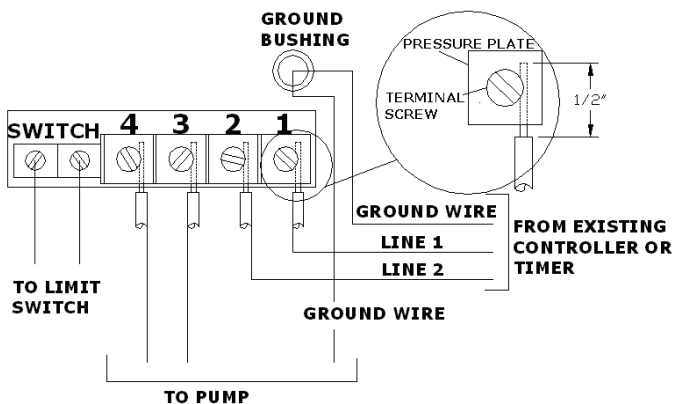 GROUND
BUSHING
PRESSURE PLATE
TERMINAL
SCREW
1/2"
SWITCH 4 3 2 1
GROUND WIRE
LINE 1
LINE 2
FROM EXISTING
CONTROLLER OR
TIMER
TO LIMIT
SWITCH
GROUND WIRE
TO PUMP